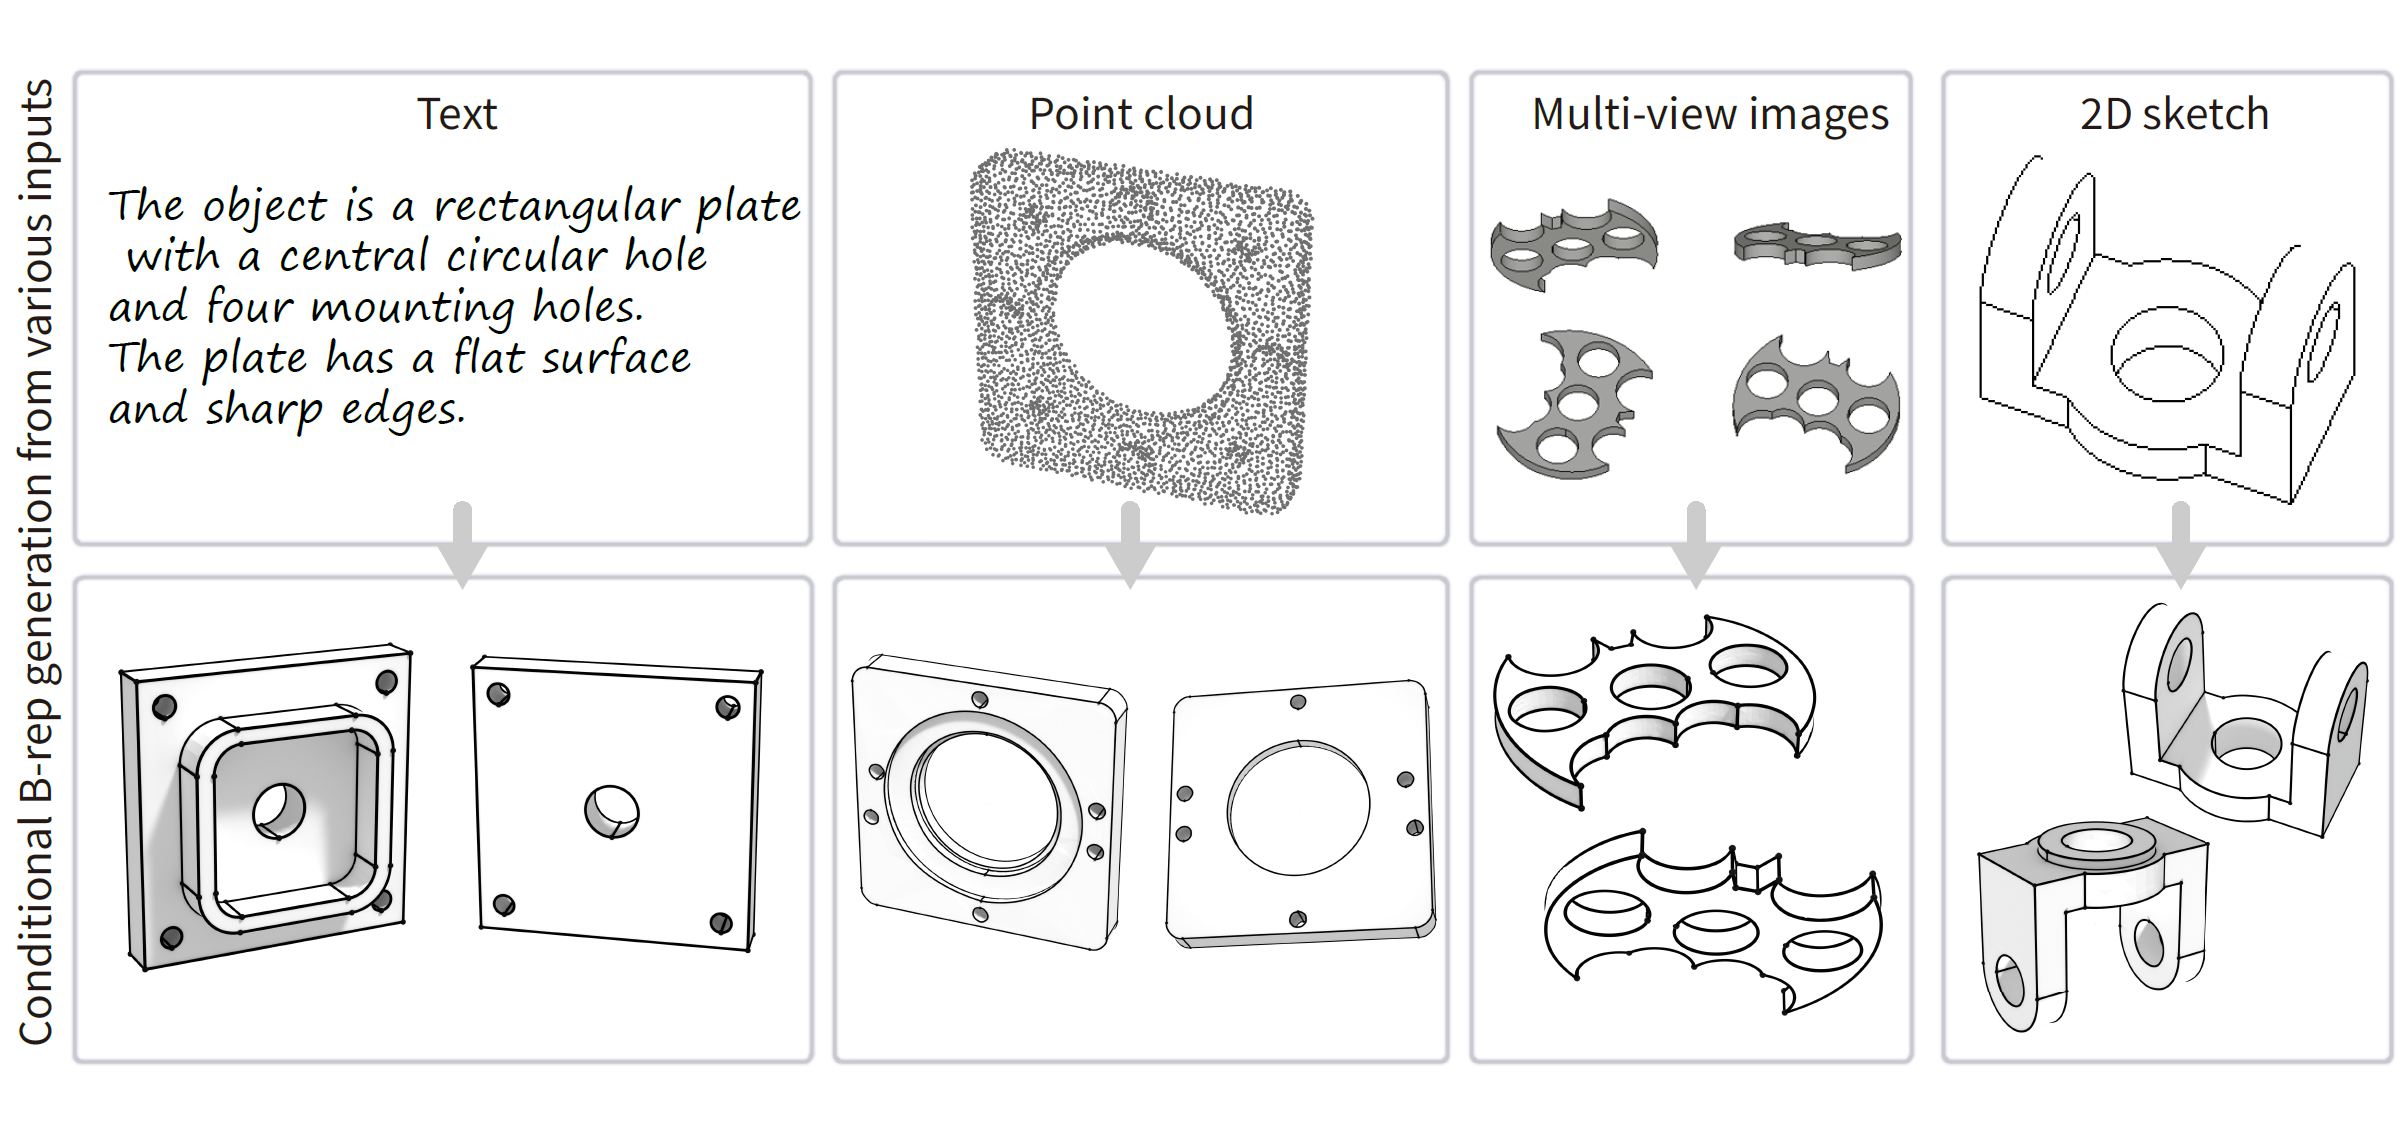 Conditional B-rep generation from various inputs
Text
The object is a rectangular plate
with a central circular hole
and four mounting holes.
The plate has a flat surface
and sharp edges.
Point cloud
Multi-view images
2D sketch